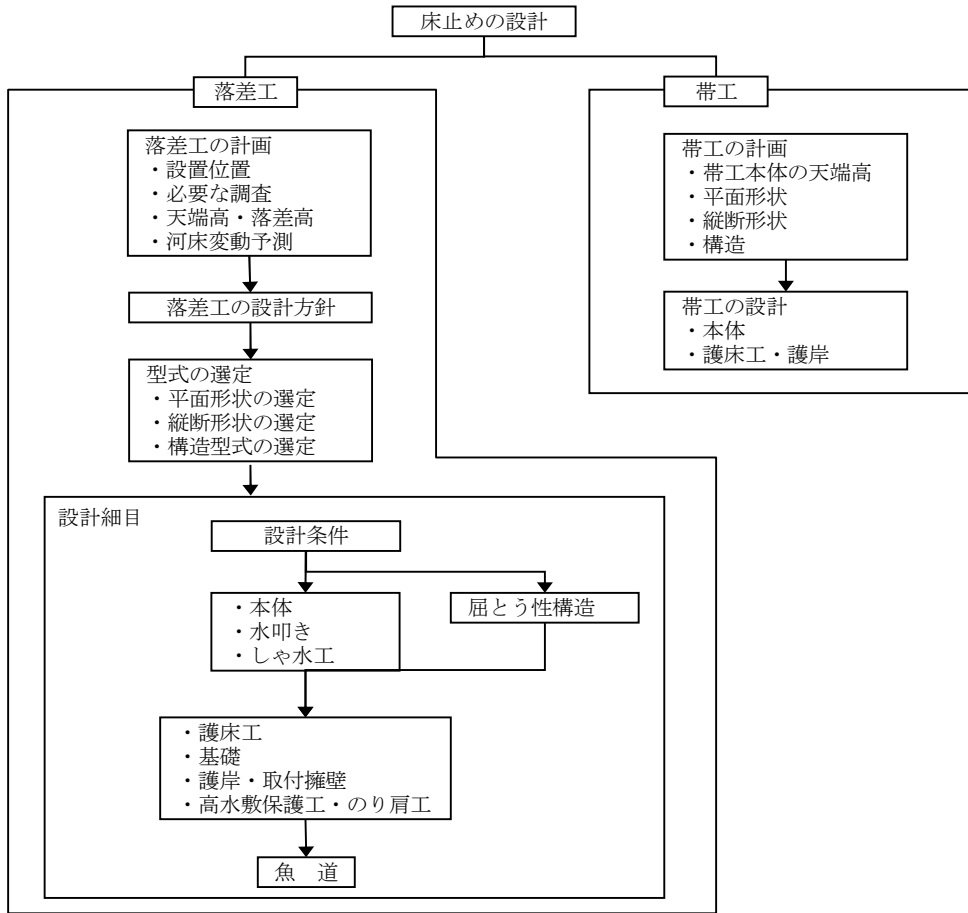 床止めの設計
落差工
落差工の計画
・設置位置
・必要な調査
・天端高・落差高
・河床変動予測
落差工の設計方針
型式の選定
・平面形状の選定
・縦断形状の選定
・構造型式の選定
設計細目
設計条件
・本体
・水叩き
・しゃ水工
屈とう性構造
・護床工
・基礎
・護岸・取付擁壁
・高水敷保護工・のり肩工
魚　道
帯工
帯工の計画
・帯工本体の天端高
・平面形状
・縦断形状
・構造
帯工の設計
・本体
・護床工・護岸